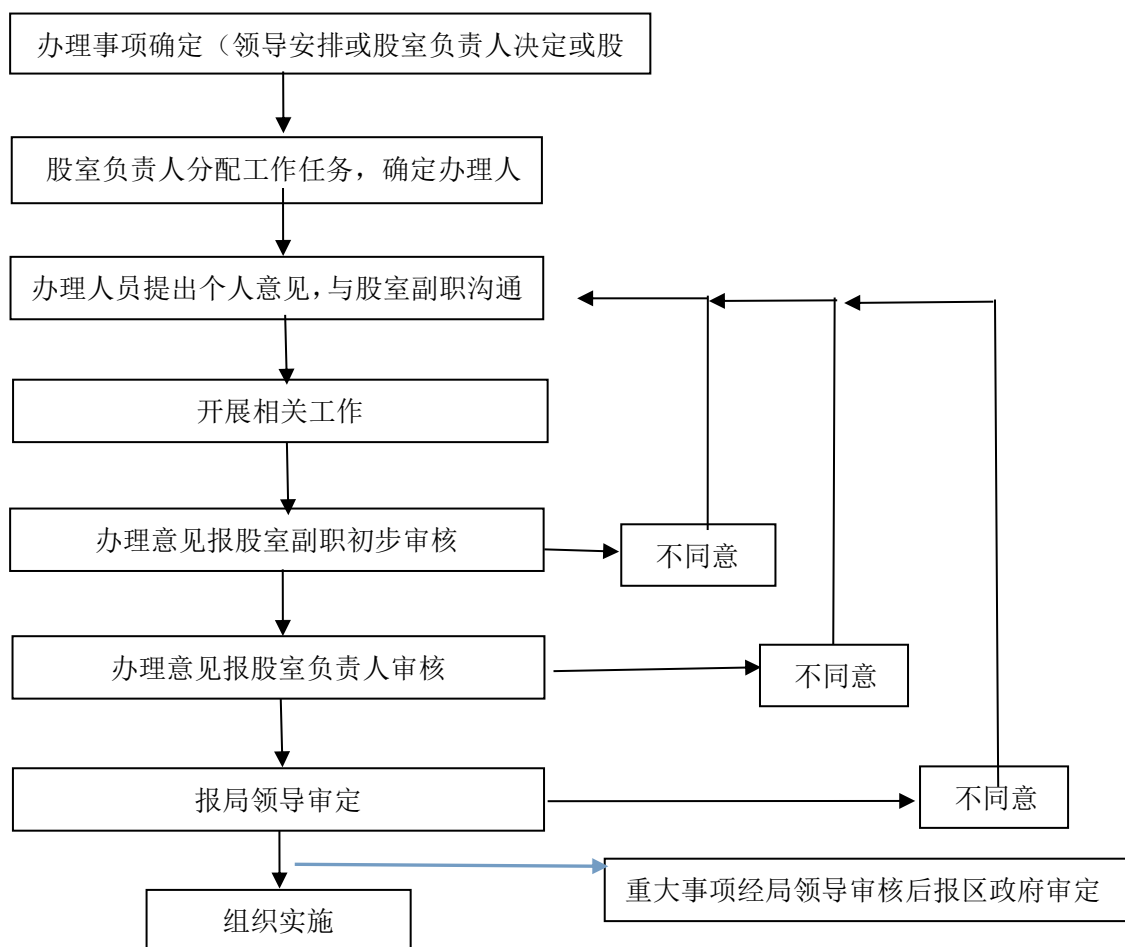 办理事项确定（领导安排或股室负责人决定或股
股室负责人分配工作任务，确定办理人
办理人员提出个人意见，与股室副职沟通
开展相关工作
办理意见报股室副职初步审核
不同意
办理意见报股室负责人审核
不同意
报局领导审定
不同意
重大事项经局领导审核后报区政府审定
组织实施